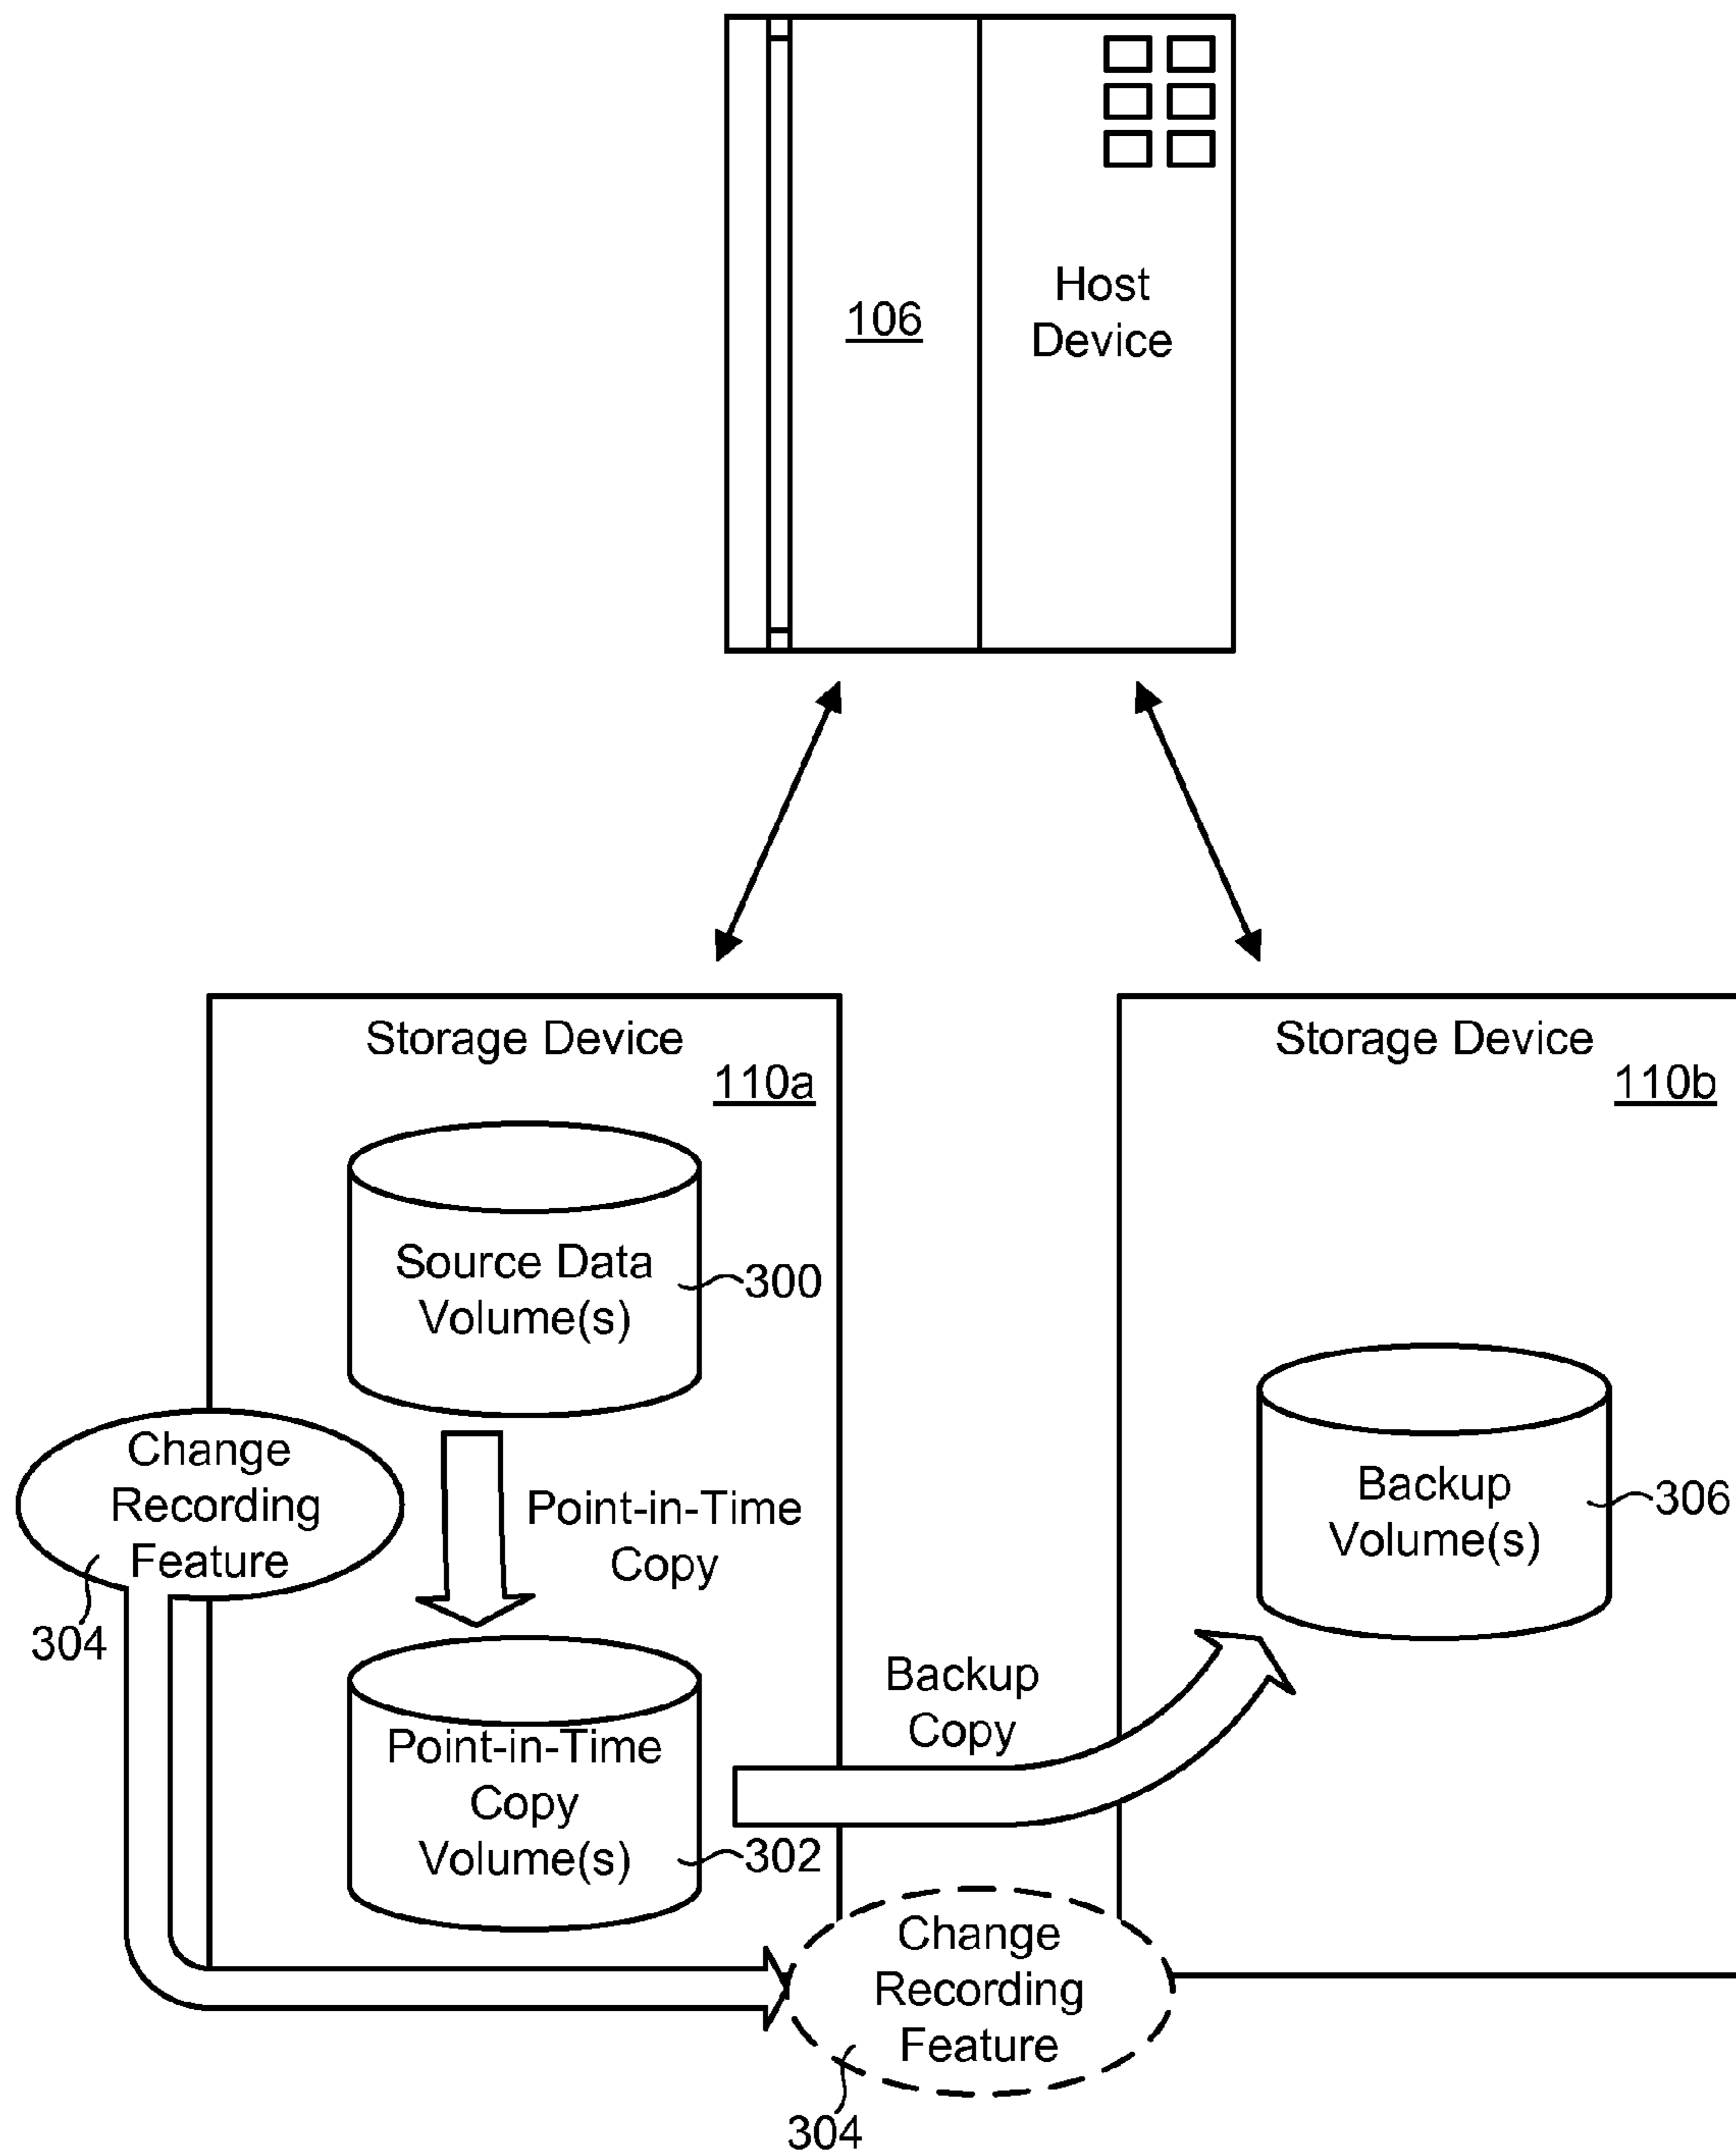 106
Host
Device
Storage Device
110a
Storage Device
110b
Source Data
Volume(s)
300
Change
Recording
Feature
304
Point-in-Time
Copy
Backup
Volume(s)
306
Point-in-Time
Copy
Volume(s)
302
Backup
Copy
Change
Recording
Feature
304